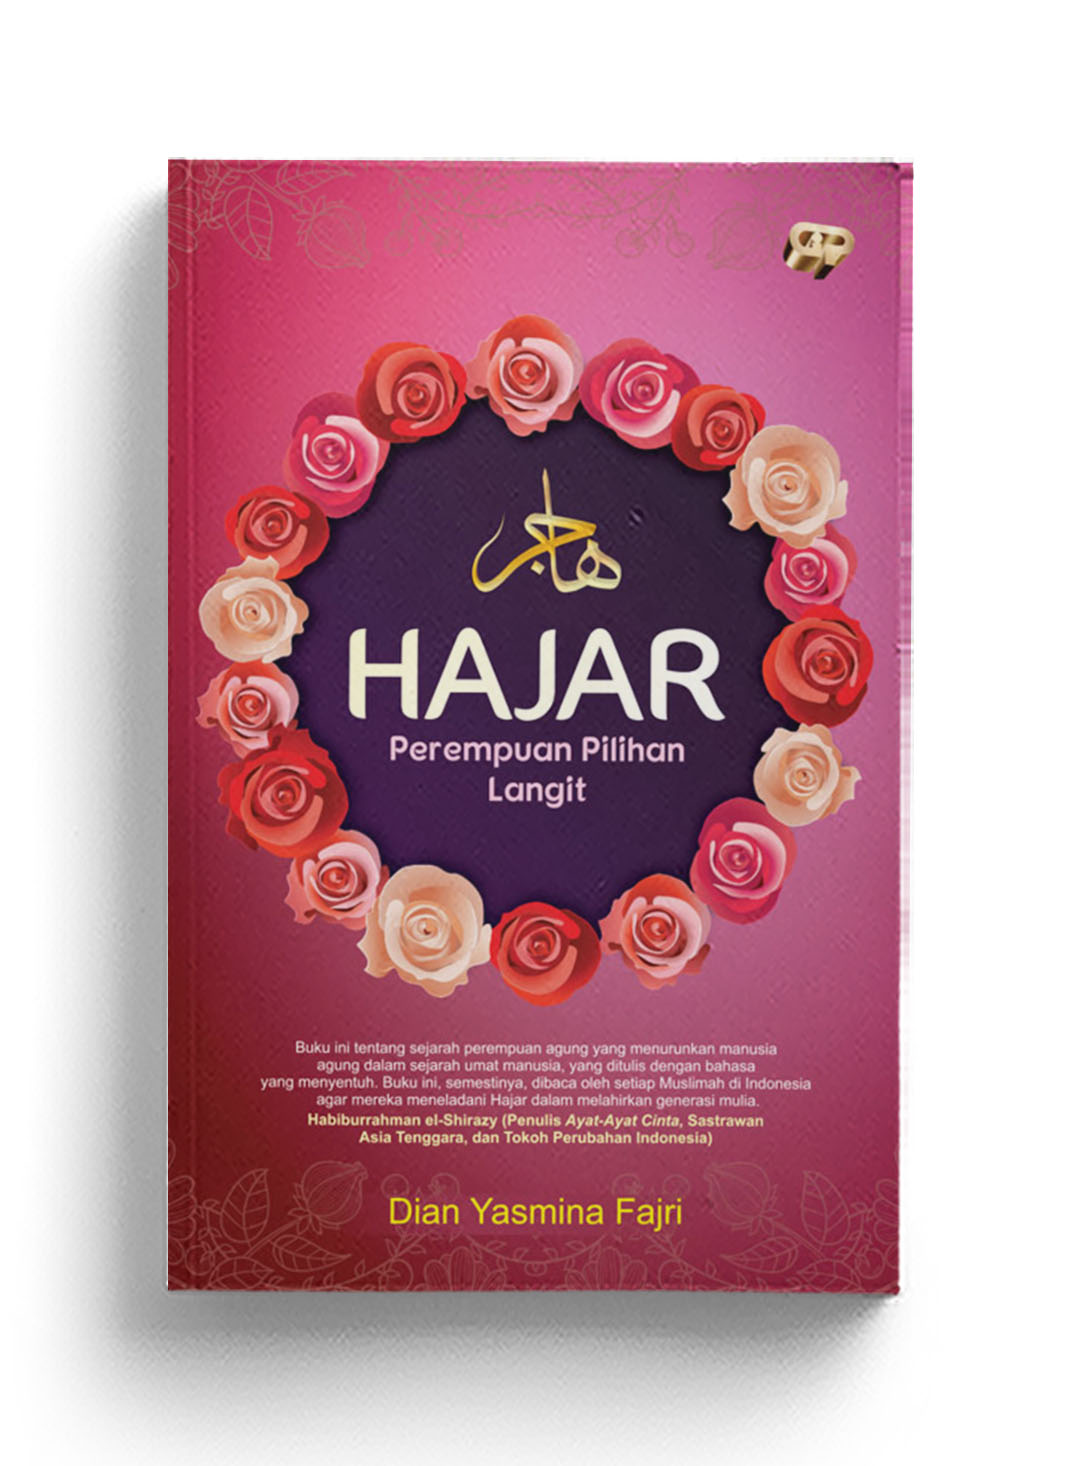 هاجر
HAJAR
Perempuan Pilihan
Langit
Buku ini tentang sejarah perempuan agung yang menurunkan manusia
agung dalam sejarah umat manusia, yang ditulis dengan bahasa
yang menyentuh. Buku ini, semestinya, dibaca oleh setiap Muslimah di Indonesia
agar mereka meneladani Hajar dalam melahirkan generasi mulia.
Habiburrahman el-Shirazy (Penulis Ayat-Ayat Cinta, Sastrawan
Asia Tenggara, dan Tokoh Perubahan Indonesia)
Dian Yasmina Fajri